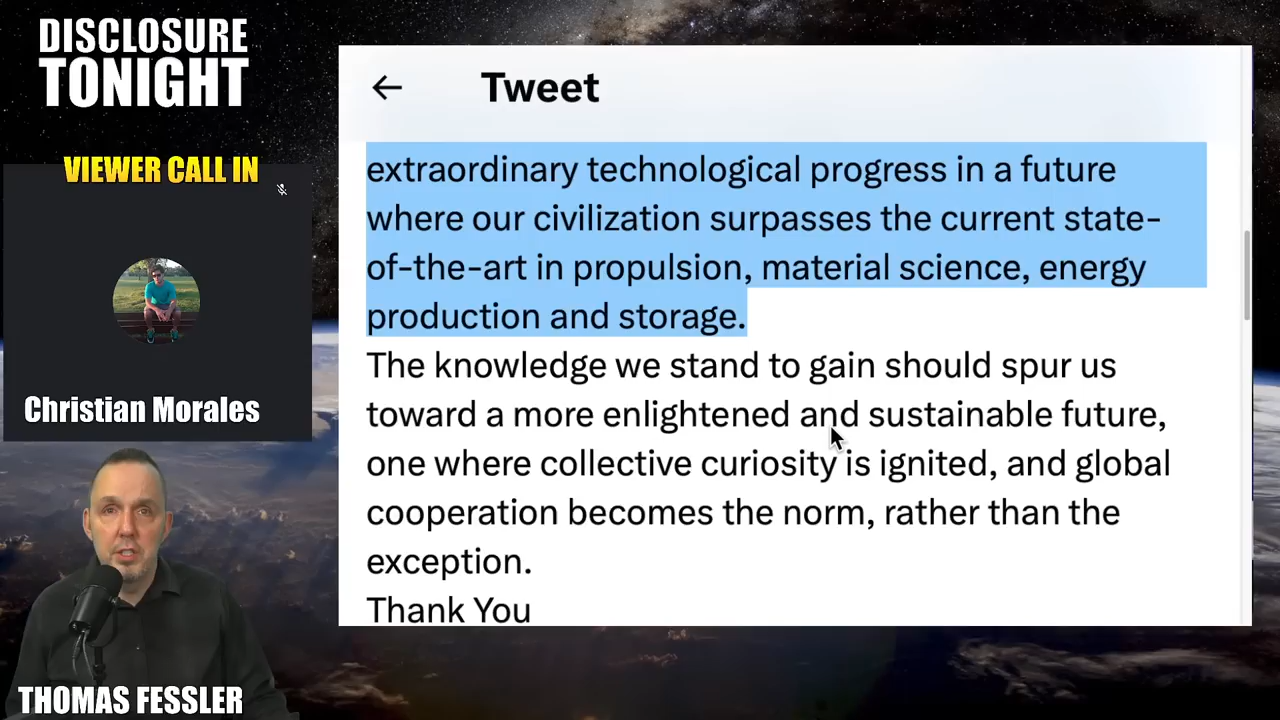 DISCLOSURE
TONIGHT
VIEWER CALL IN
Christian Morales
THOMAS FESSLER
Tweet
extraordinary technological progress in a future
where our civilization surpasses the current state-
of-the-art in propulsion, material science, energy
production and storage.
The knowledge we stand to gain should spur us
toward a more enlightened and sustainable future,
one where collective curiosity is ignited, and global
cooperation becomes the norm, rather than the
exception.
Thank You